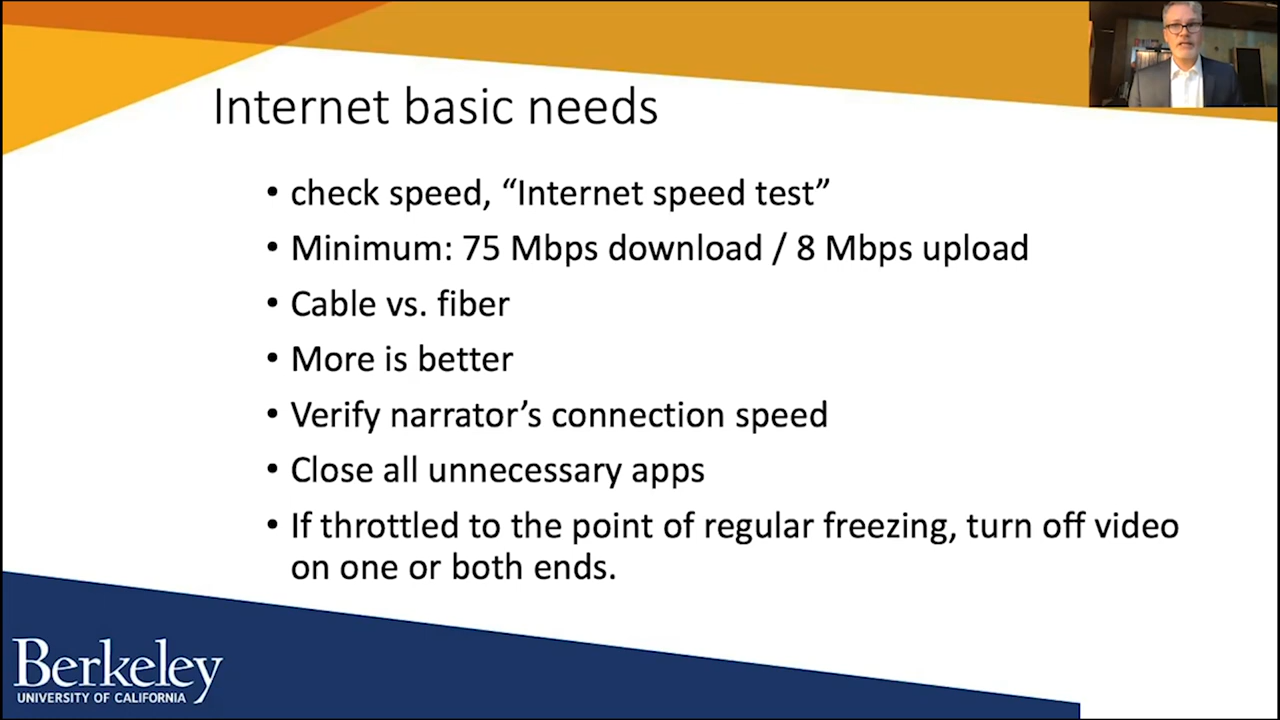 Internet basic needs
• check speed, “Internet speed test”
• Minimum: 75 Mbps download / 8 Mbps upload
• Cable vs. fiber
• More is better
• Verify narrator’s connection speed
• Close all unnecessary apps
• If throttled to the point of regular freezing, turn off video
on one or both ends.
Berkeley
UNIVERSITY OF CALIFORNIA